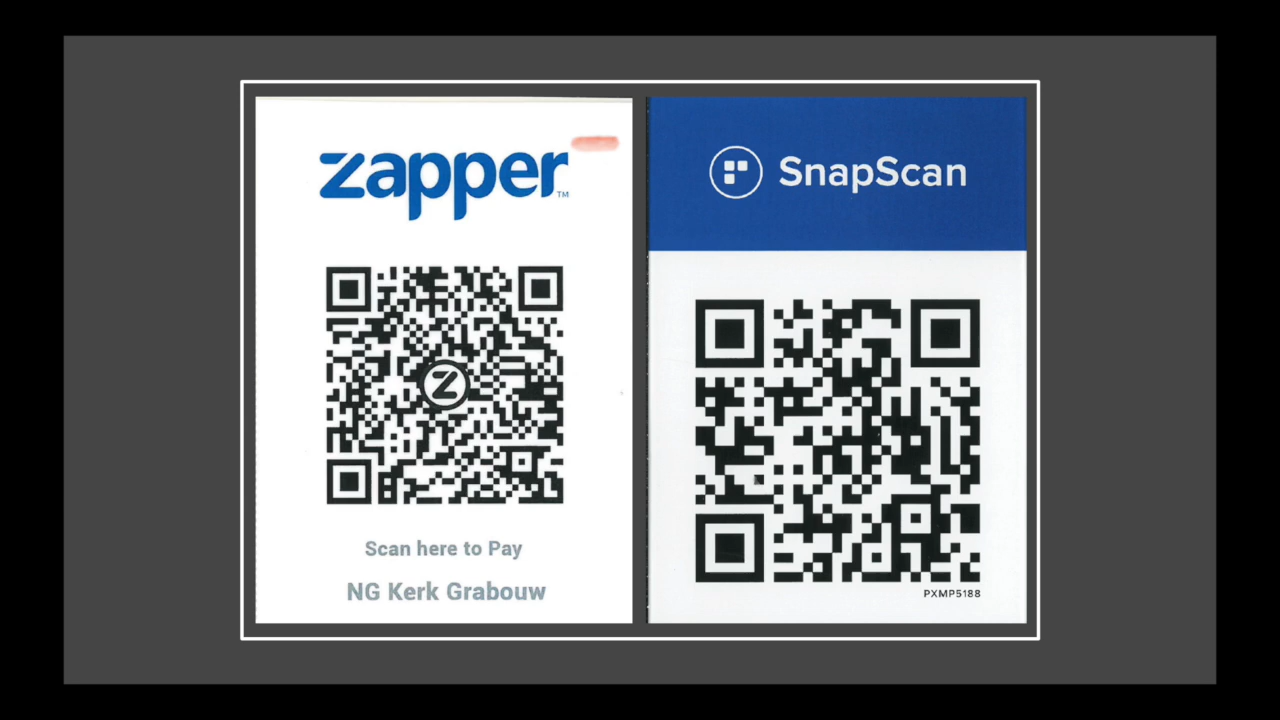 zapper™
Scan here to Pay
NG Kerk Grabouw
SnapScan
PXMP5188